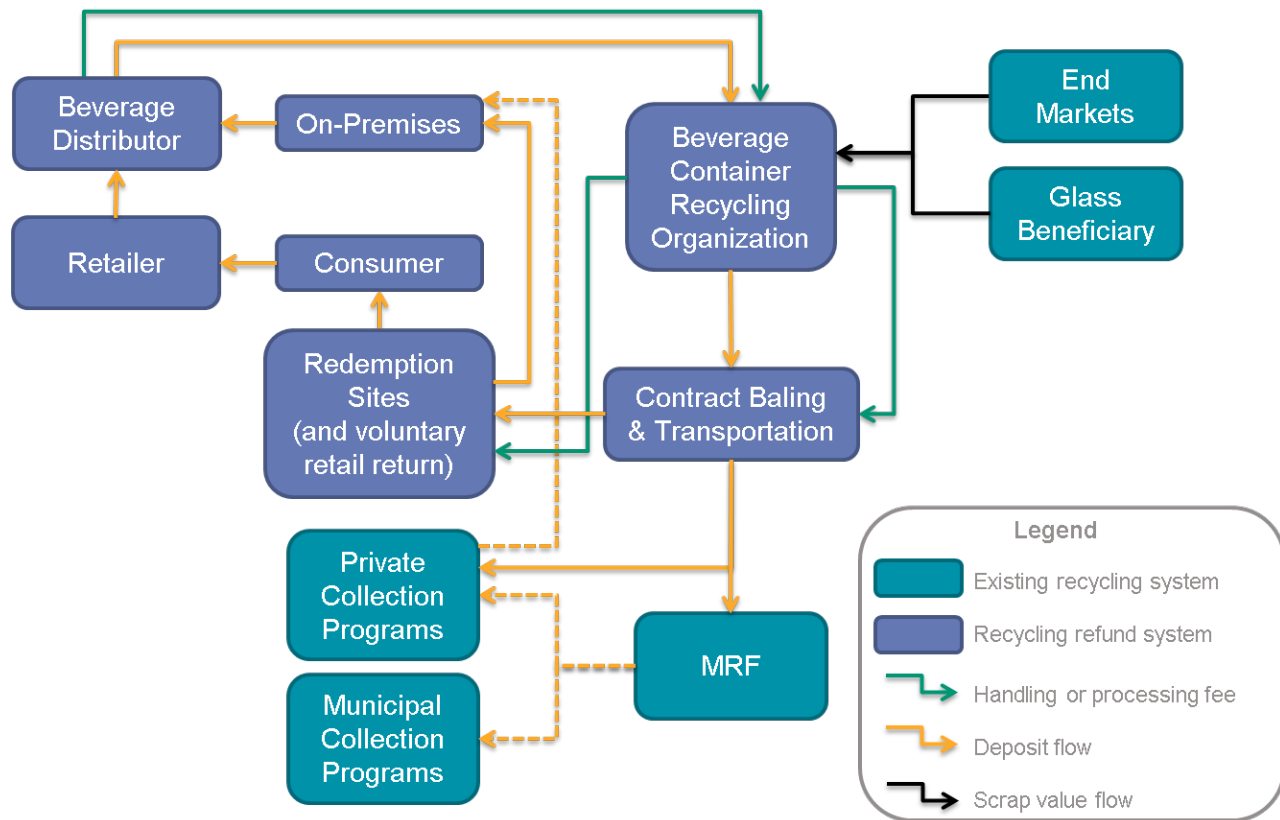 Beverage
Distributor
On-Premises
Beverage
Container
Recycling
Organization
End
Markets
Glass
Beneficiary
Retailer
Consumer
Redemption
Sites
(and voluntary
retail return)
Contract Baling
& Transportation
Private
Collection
Programs
MRF
Municipal
Collection
Programs
Legend
Existing recycling system
Recycling refund system
Handling or processing fee
Deposit flow
Scrap value flow